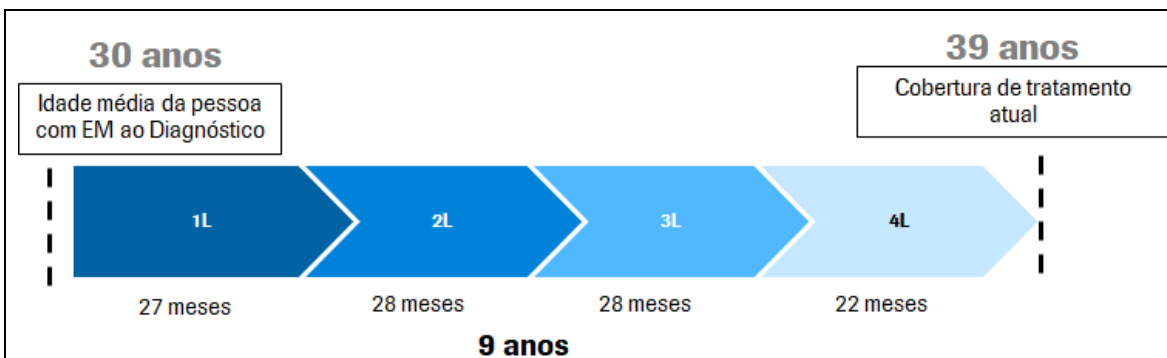 30 anos
39 anos
Idade média da pessoa
com EM ao Diagnóstico
Cobertura de tratamento
atual
1L
2L
3L
4L
27 meses
28 meses
28 meses
22 meses
9 anos